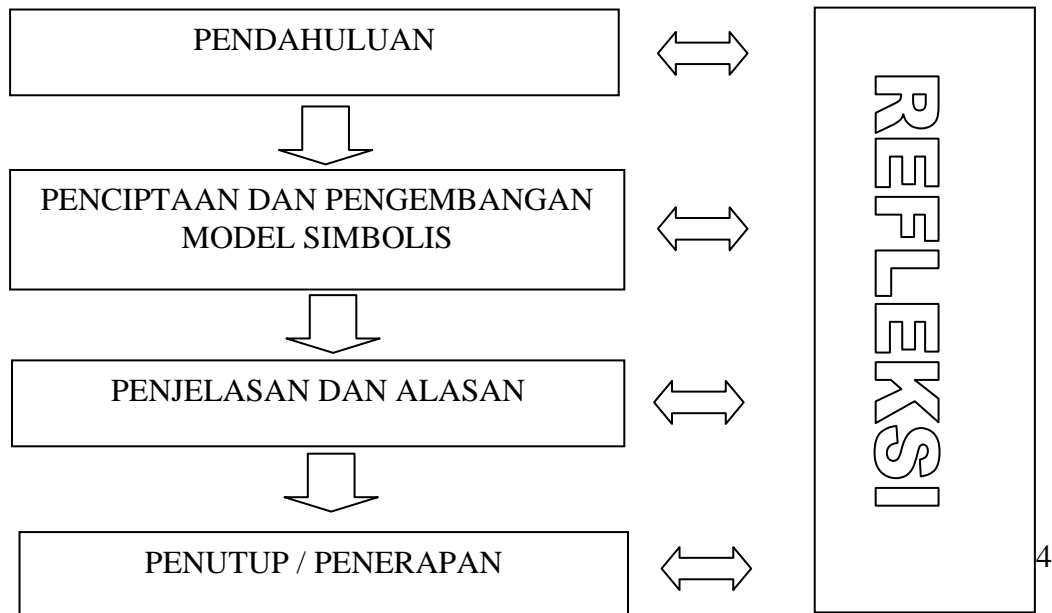 PENDAHULUAN
PENCIPTAAN DAN PENGEMBANGAN
MODEL SIMBOLIS
PENJELASAN DAN ALASAN
PENUTUP / PENERAPAN
REFLEKSI
4